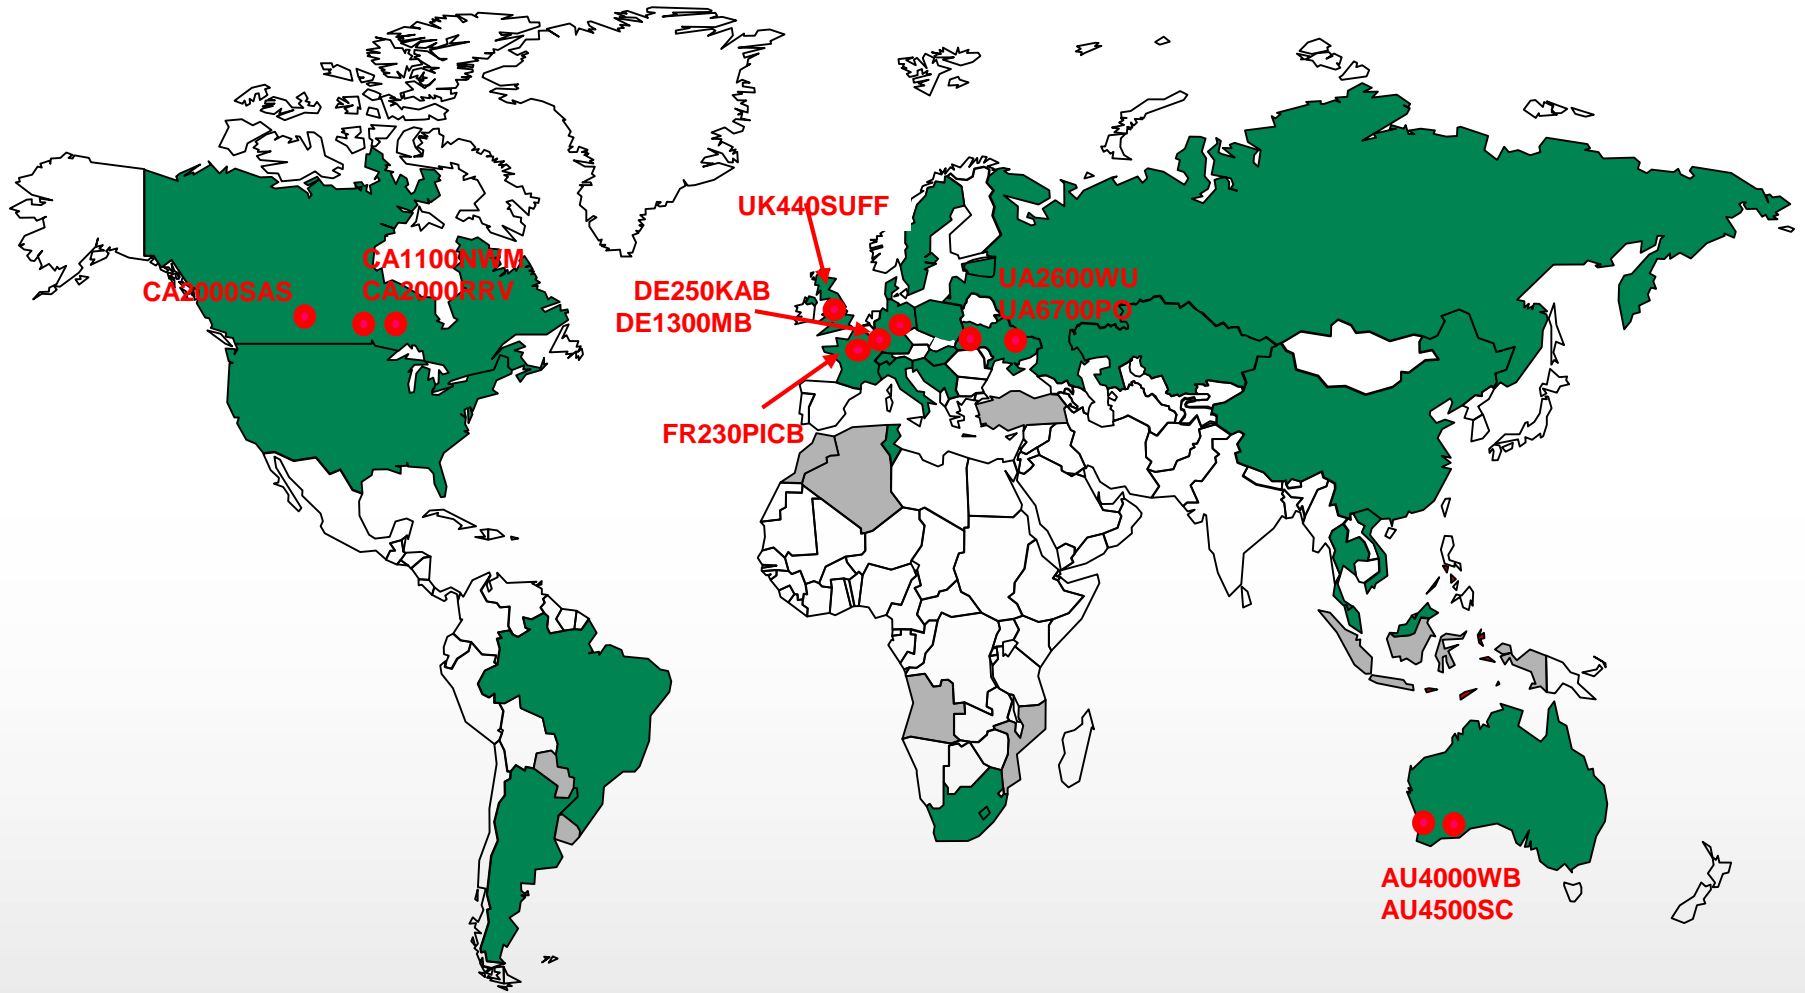 UK440SUFF
CA1100NWM
CA2000RRV
CA2000SAS
DE250KAB
DE1300MB
UA2600WU
UA6700PO
FR230PICB
AU4000WB
AU4500SC